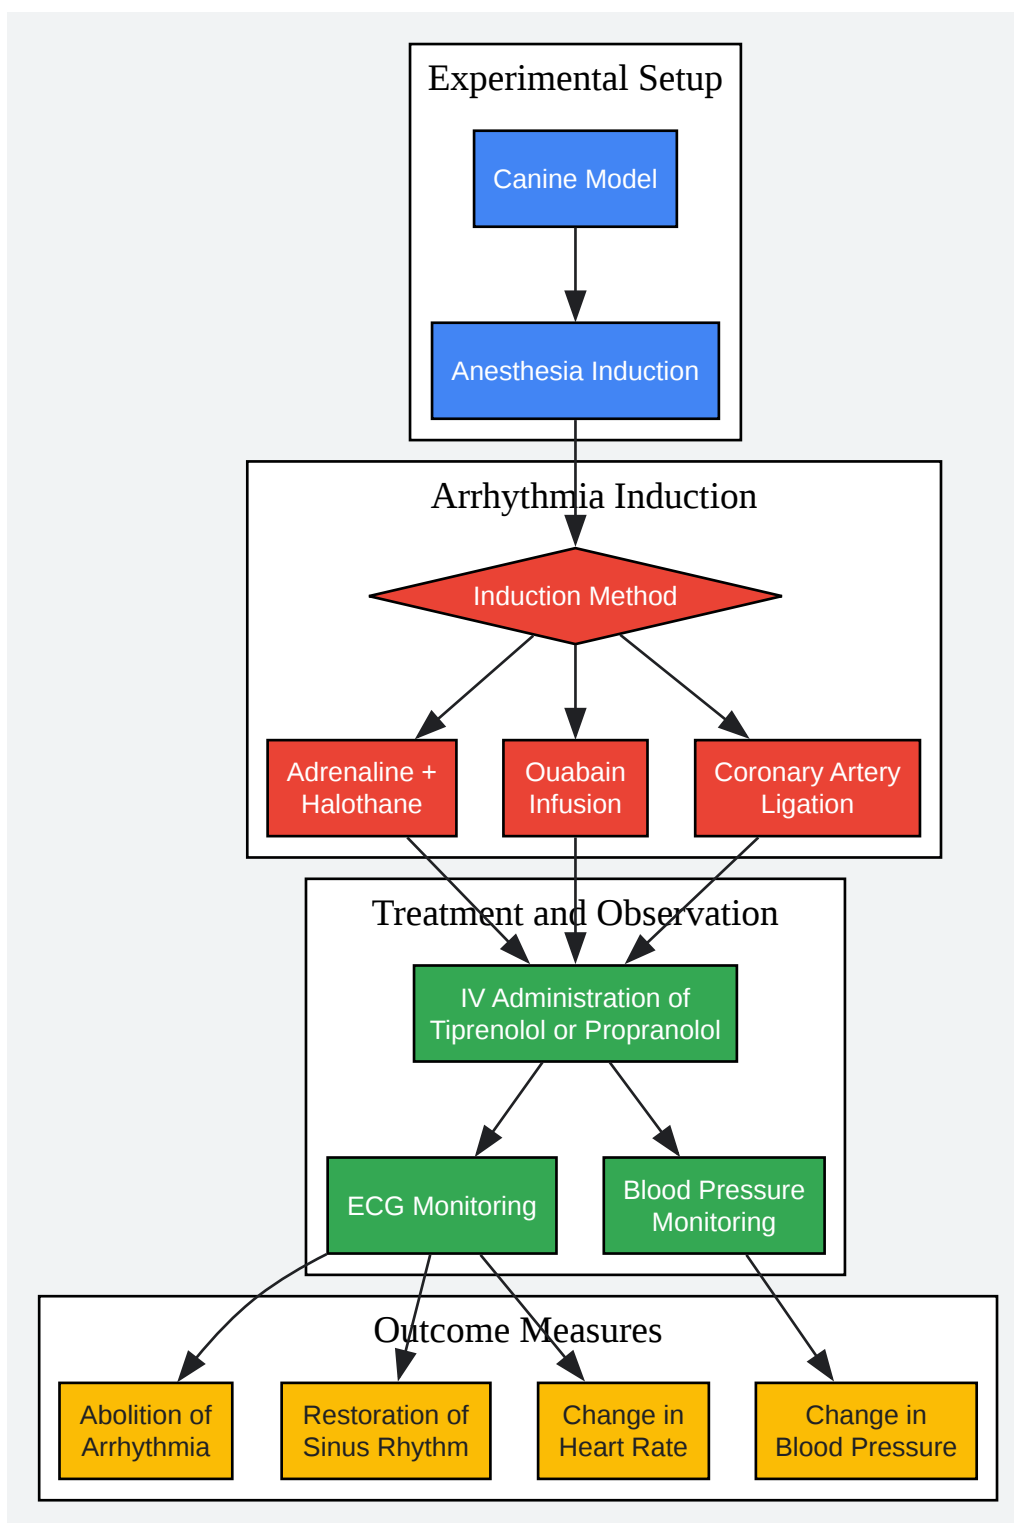 Experimental Setup
Canine Model
Anesthesia Induction
Arrhythmia Induction
Induction Method
Adrenaline +
Halothane
Ouabain
Infusion
Coronary Artery
Ligation
Treatment and Observation
IV Administration of
Tiprenolol or Propranolol
ECG Monitoring
Blood Pressure
Monitoring
Outcome Measures
Abolition of
Arrhythmia
Restoration of
Sinus Rhythm
Change in
Heart Rate
Change in
Blood Pressure